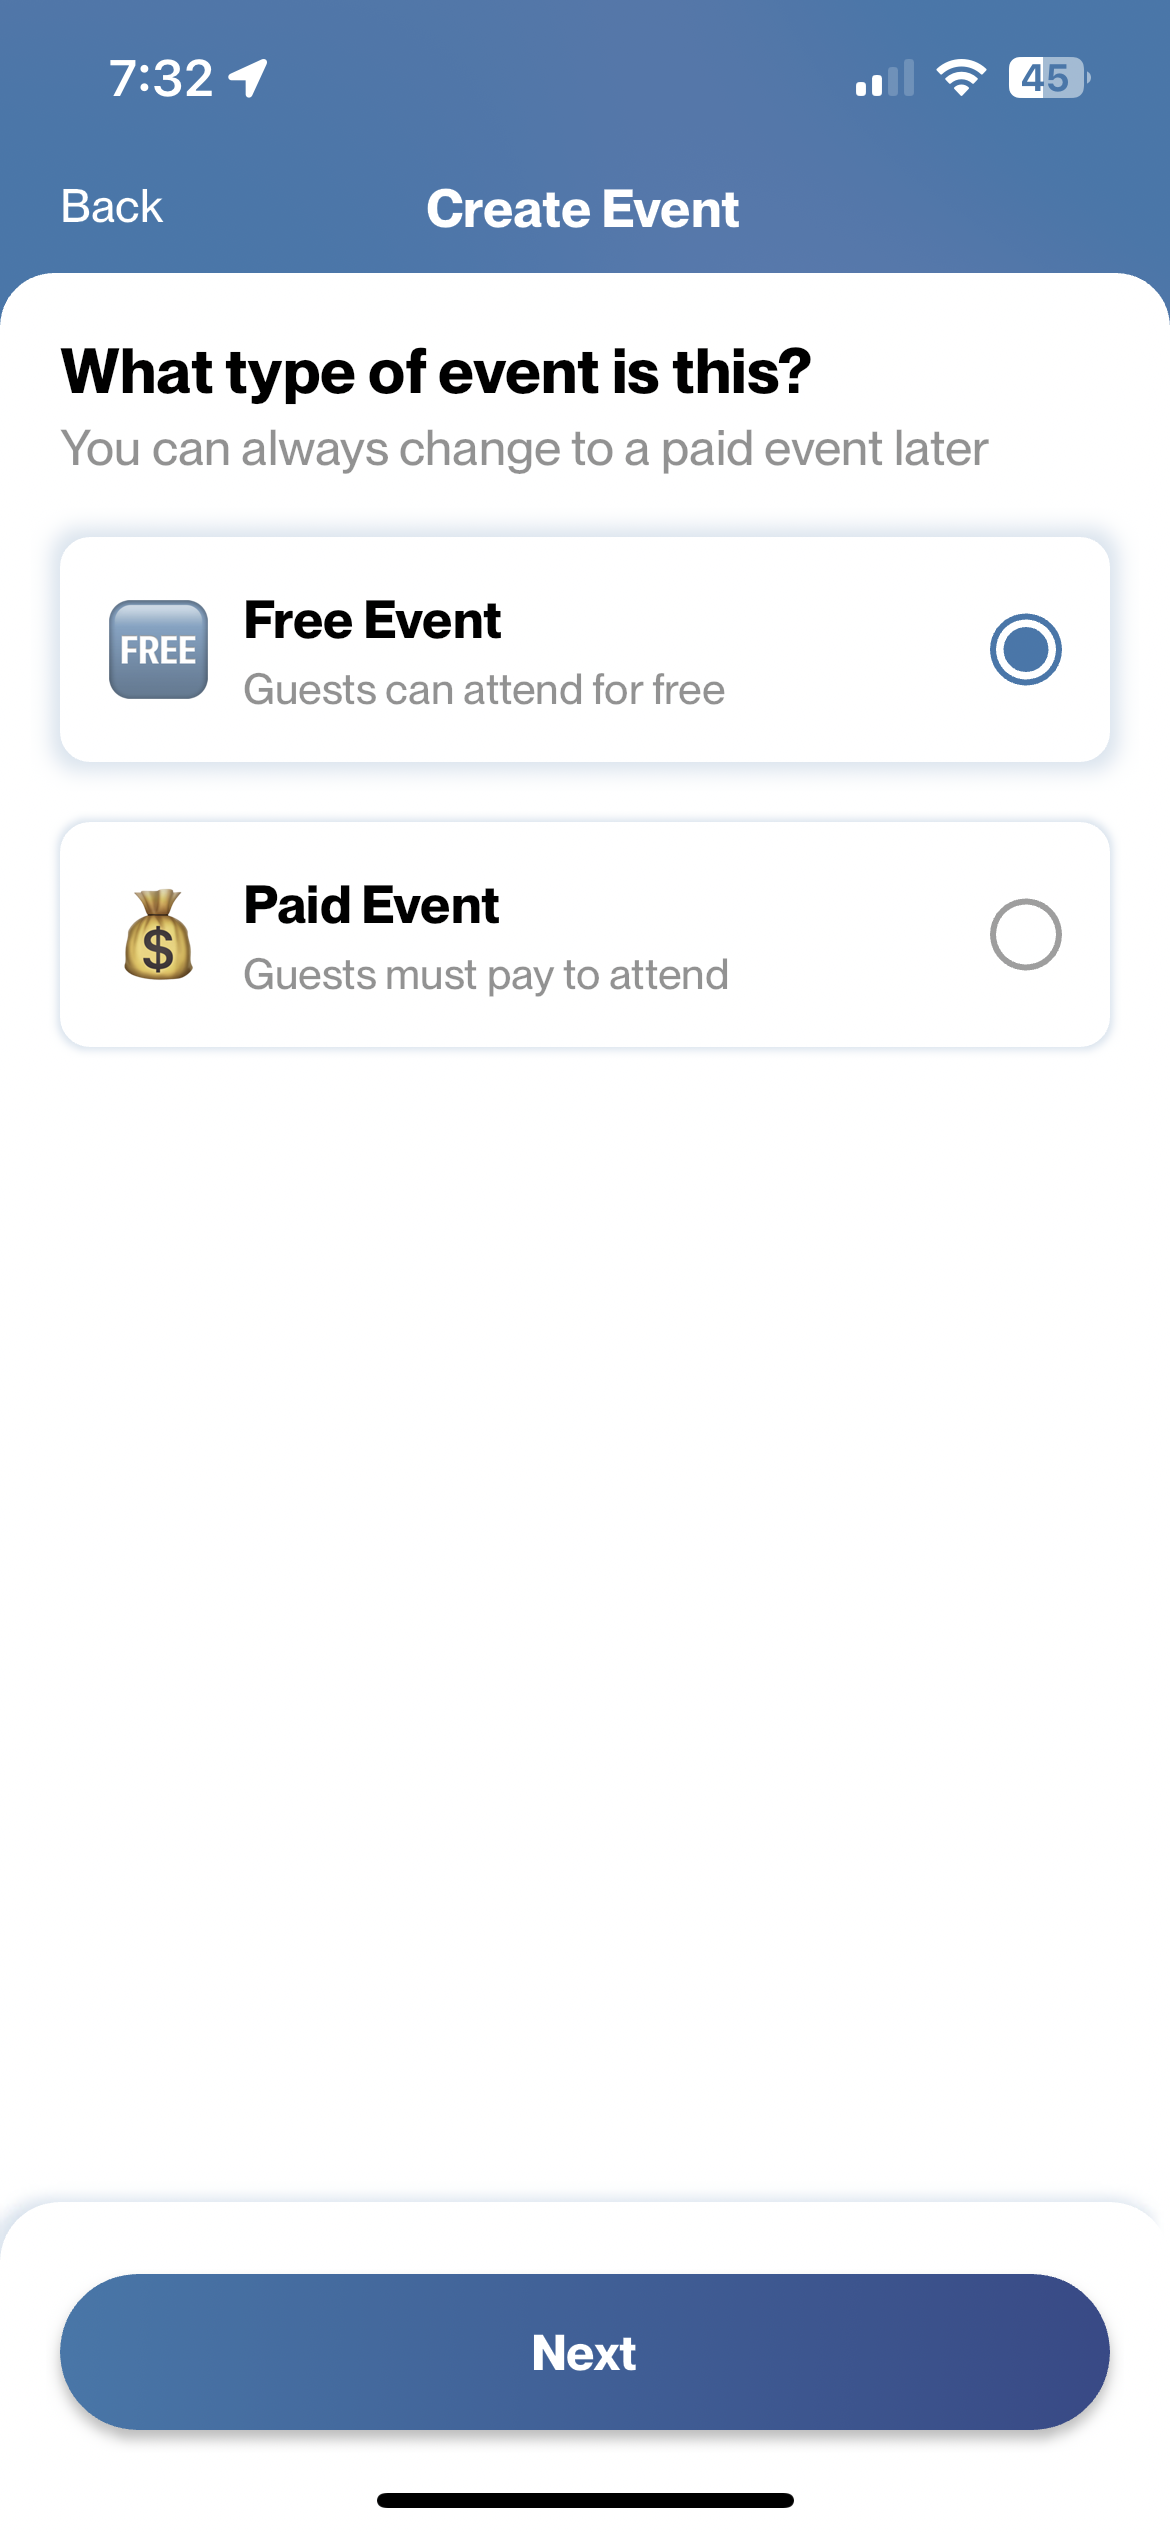 7:32
45
Back
Create Event
What type of event is this?
You can always change to a paid event later
FREE
Free Event
Guests can attend for free
$
Paid Event
Guests must pay to attend
Next